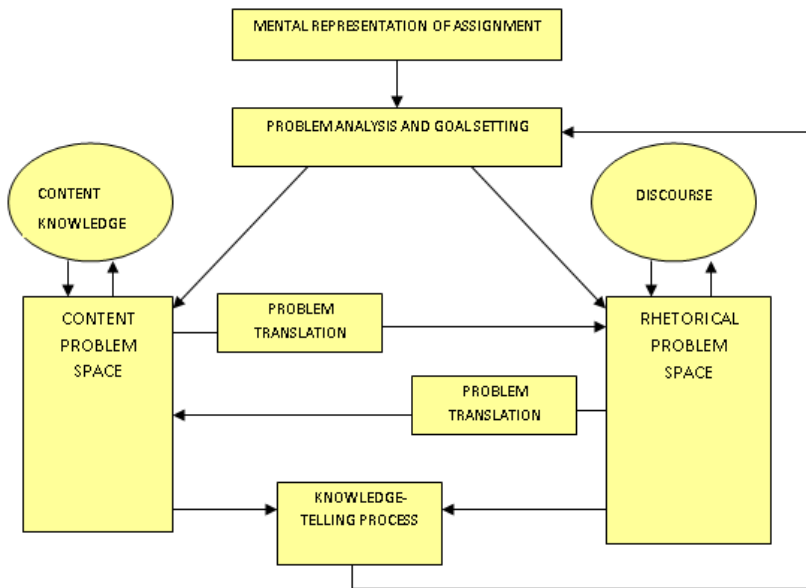 MENTAL REPRESENTATION OF ASSIGNMENT
PROBLEM ANALYSIS AND GOAL SETTING
CONTENT
KNOWLEDGE
DISCOURSE
CONTENT
PROBLEM
SPACE
PROBLEM
TRANSLATION
RHETORICAL
PROBLEM
SPACE
PROBLEM
TRANSLATION
KNOWLEDGE-
TELLING PROCESS